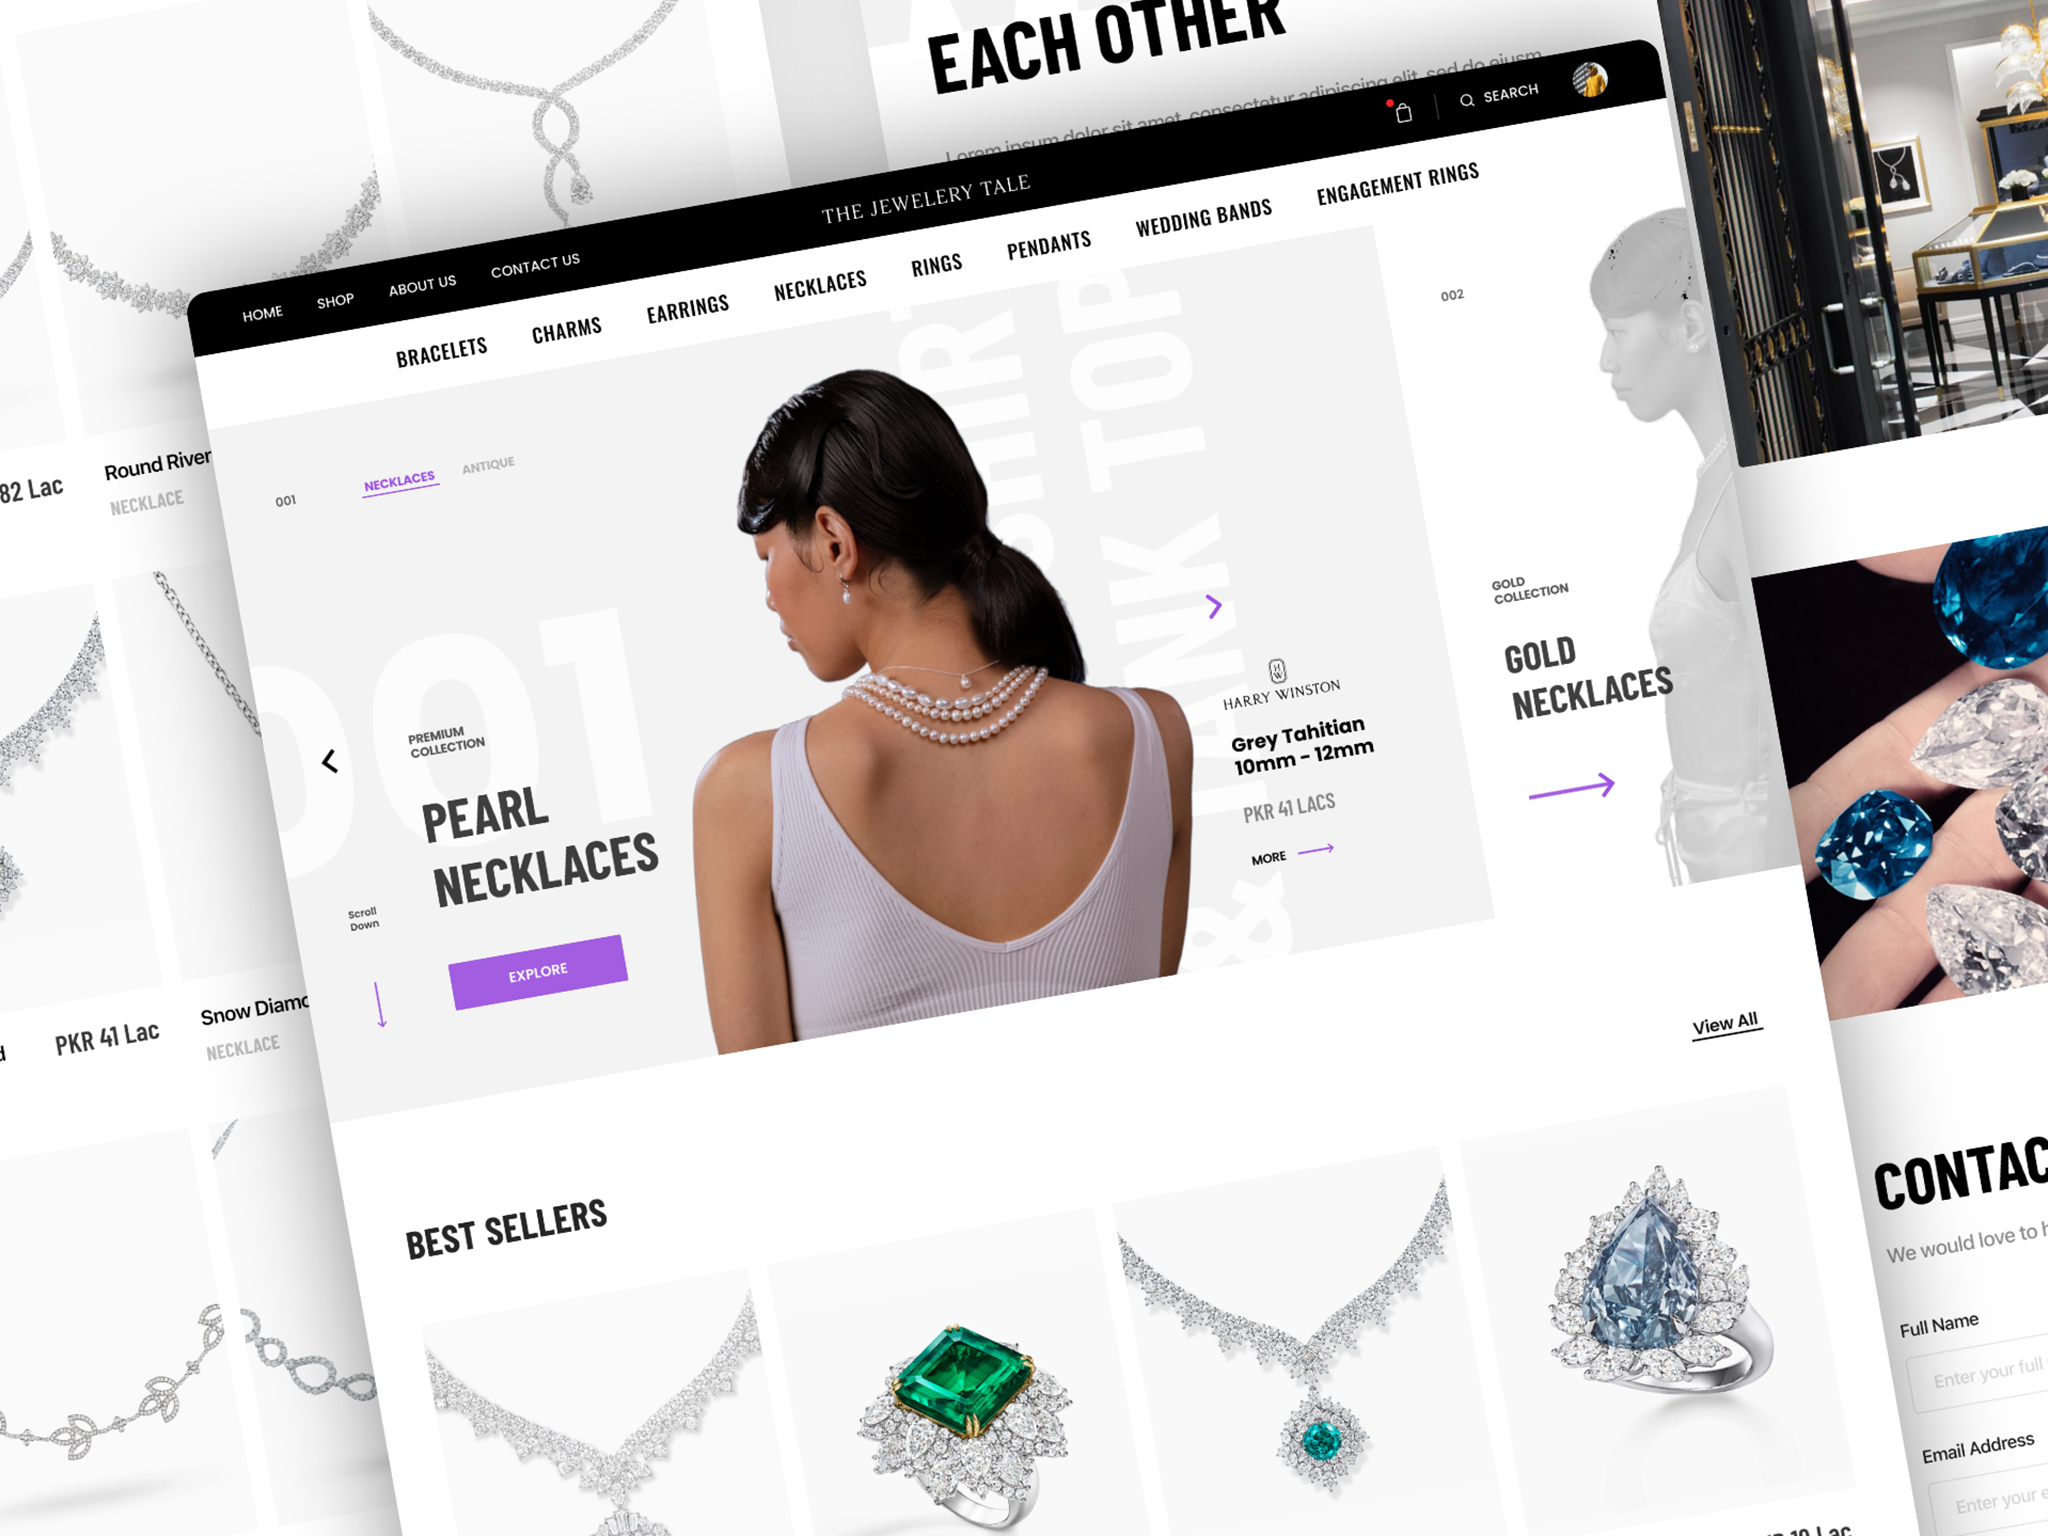 EACH OTHER
Lorem ipsum dolor sit amet, consectetur adipiscing elit, sed do eiusm
SEARCH
THE JEWELERY TALE
HOME
SHOP
ABOUT US
CONTACT US
BRACELETS
CHARMS
EARRINGS
NECKLACES
RINGS
PENDANTS
WEDDING BANDS
ENGAGEMENT RINGS
82 Lac
Round River
NECKLACE
001
NECKLACES
ANTIQUE
001
PREMIUM
COLLECTION
PEARL
NECKLACES
Scroll
Down
EXPLORE
& TANK TOP
HW
HARRY WINSTON
Grey Tahitian
10mm - 12mm
PKR 41 LACS
MORE
002
GOLD
COLLECTION
GOLD
NECKLACES
PKR 41 Lac
Snow Diamo
NECKLACE
View All
BEST SELLERS
CONTAC
We would love to h
Full Name
Enter your full
Email Address
Enter your e